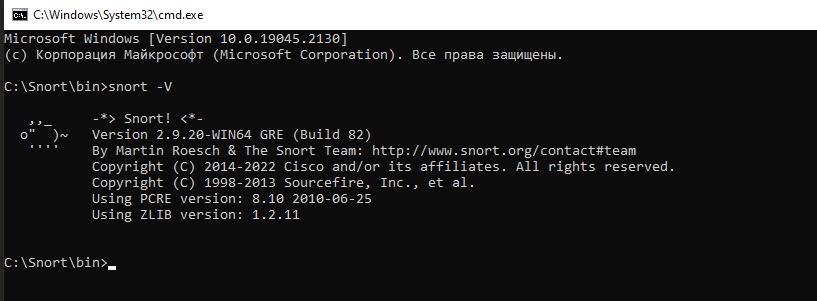 C:\Windows\System32\cmd.exe
Microsoft Windows [Version 10.0.19045.2130]
(c) Корпорация Майкрософт (Microsoft Corporation). Все права защищены.
C:\Snort\bin>snort -V
,,_     -*> Snort! <*-
o"  )~   Version 2.9.20-WIN64 GRE (Build 82)
''''    By Martin Roesch & The Snort Team: http://www.snort.org/contact#team
Copyright (C) 2014-2022 Cisco and/or its affiliates. All rights reserved.
Copyright (C) 1998-2013 Sourcefire, Inc., et al.
Using PCRE version: 8.10 2010-06-25
Using ZLIB version: 1.2.11
C:\Snort\bin>